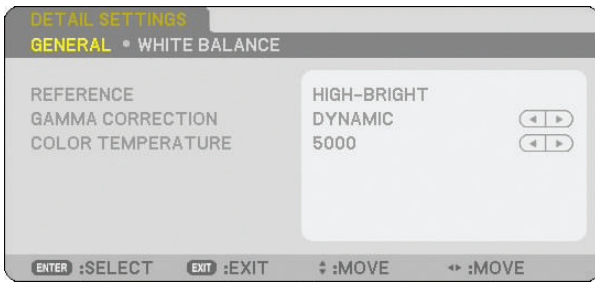 DETAIL SETTINGS
GENERAL • WHITE BALANCE
REFERENCE HIGH-BRIGHT
GAMMA CORRECTION DYNAMIC
COLOR TEMPERATURE 5000
ENTER :SELECT EXIT :EXIT :MOVE :MOVE